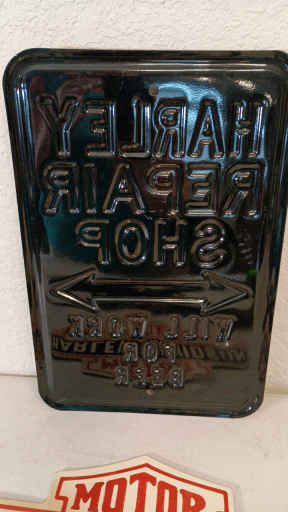 HARLEY
REPAIR
SHOP
WILL WORK
FOR
BEER
MOTOR